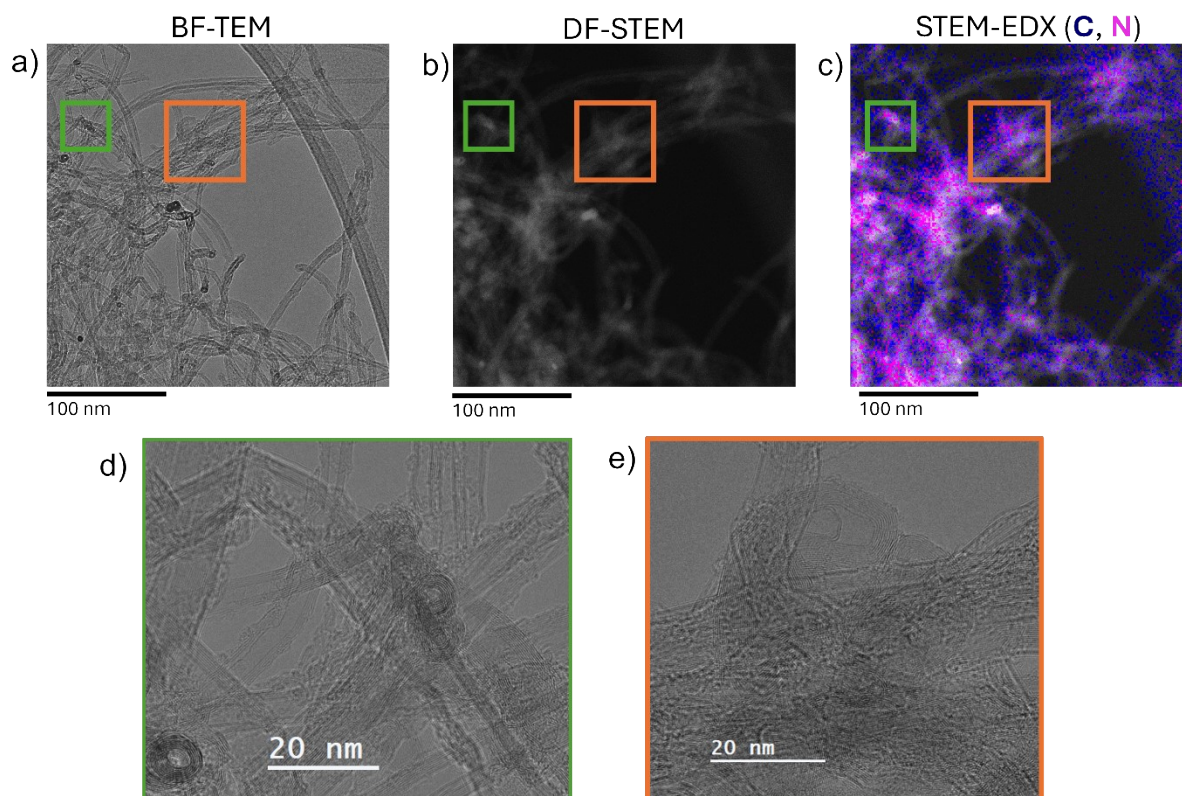 BF-TEM
DF-STEM
STEM-EDX (C, N)
a)
b)
c)
100 nm
100 nm
100 nm
d)
e)
20 nm
20 nm